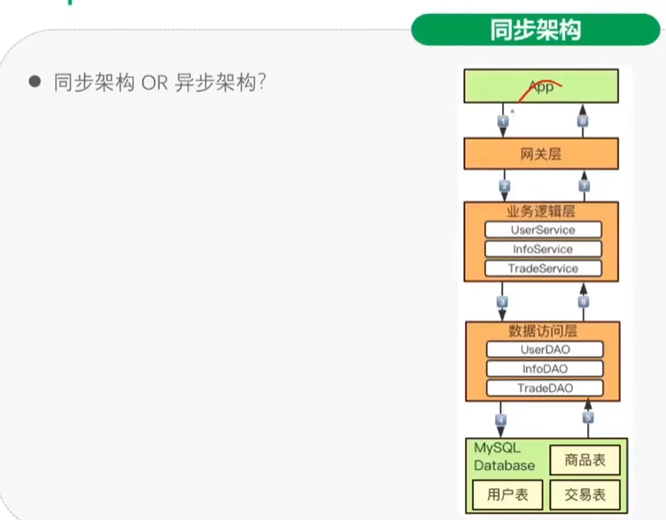 同步架构
同步架构 OR 异步架构?
App
1
8
网关层
2
7
业务逻辑层
UserService
InfoService
TradeService
3
6
数据访问层
UserDAO
InfoDAO
TradeDAO
4
5
MySQL
Database
商品表
用户表
交易表